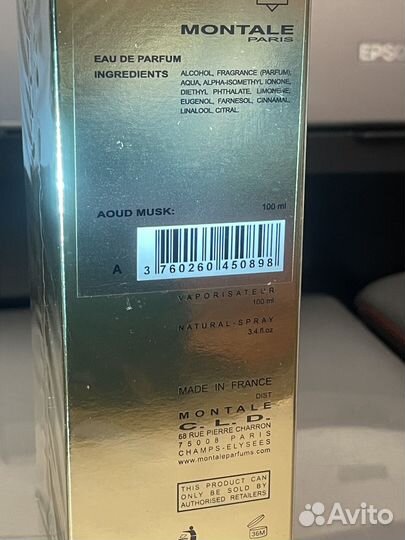 MONTALE
PARIS
EPSO
EAU DE PARFUM
INGREDIENTS
ALCOHOL, FRAGRANCE (PARFUM),
AQUA, ALPHA-ISOMETHYL IONONE,
DIETHYL PHTHALATE, LIMONENE,
EUGENOL, FARNESOL, CINNAMAL,
LINALOOL, CITRAL.
AOUD MUSK: 100 ml
A 3 760260 450898
VAPORISATEUR
100 ml
NATURAL-SPRAY
3.4 fl.oz
MADE IN FRANCE
DIST
MONTALE
C. L. D.
68 RUE PIERRE CHARRON
75008 PARIS
CHAMPS-ELYSEES
www.montaleparfums.com
THIS PRODUCT CAN
ONLY BE SOLD BY
AUTHORISED RETAILERS
36M
Avito